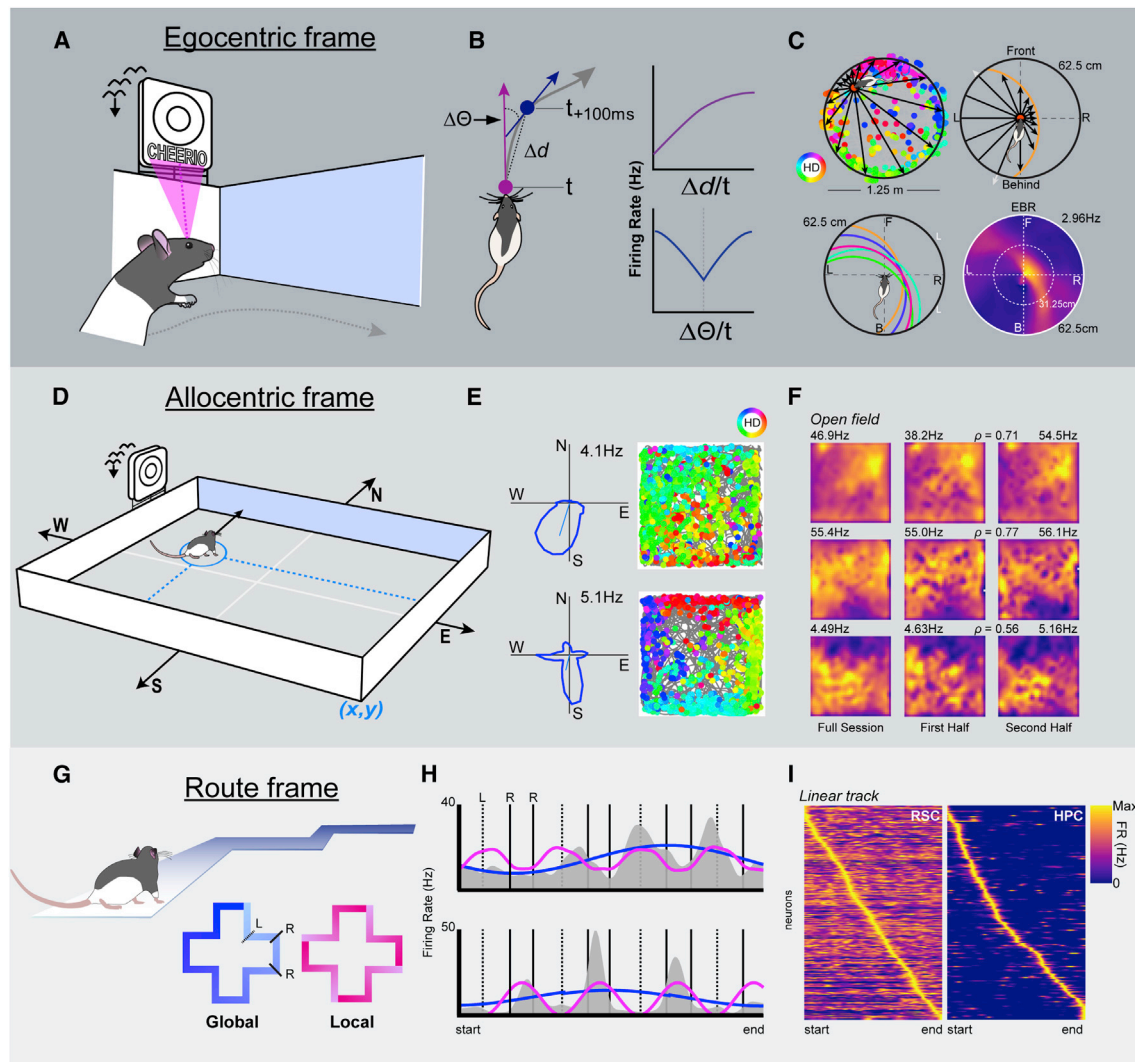 A
Egocentric frame
CHEERIO
B
ΔΘ
t+100ms
Δd
t
Firing Rate (Hz)
Δd/t
ΔΘ/t
C
Front
62.5 cm
L
R
HD
1.25 m
Behind
62.5 cm
F
L
R
B
L
L
EBR
2.96Hz
F
L
R
31.25cm
B
62.5cm
D
Allocentric frame
N
W
E
S
(x,y)
E
HD
N
4.1Hz
W
E
S
N
5.1Hz
W
E
S
F
Open field
46.9Hz 38.2Hz ρ = 0.71 54.5Hz
55.4Hz 55.0Hz ρ = 0.77 56.1Hz
4.49Hz 4.63Hz ρ = 0.56 5.16Hz
Full Session First Half Second Half
G
Route frame
L
R
R
Global
Local
H
40
L R R
Firing Rate (Hz)
50
start end
I
Linear track
RSC
HPC
Max
FR (Hz)
0
neurons
start end start end